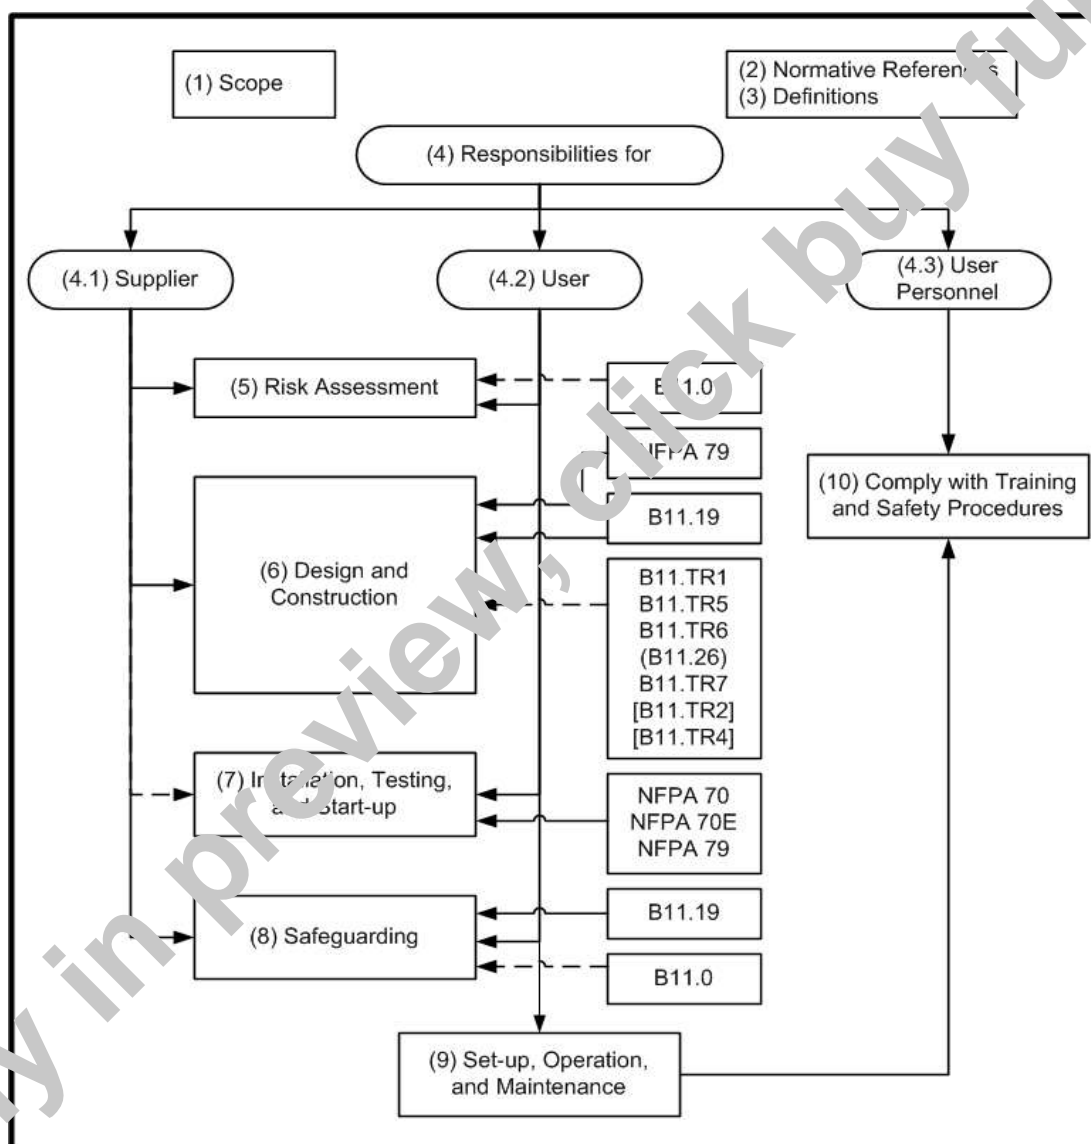 (1) Scope
(2) Normative References
(3) Definitions
(4) Responsibilities for
(4.1) Supplier
(4.2) User
(4.3) User
Personnel
(5) Risk Assessment
B11.0
NFPA 79
B11.19
(6) Design and
Construction
B11.TR1
B11.TR5
B11.TR6
(B11.26)
B11.TR7
[B11.TR2]
[B11.TR4]
(10) Comply with Training
and Safety Procedures
(7) Installation, Testing,
and Start-up
NFPA 70
NFPA 70E
NFPA 79
(8) Safeguarding
B11.19
B11.0
(9) Set-up, Operation,
and Maintenance
in preview, click buy